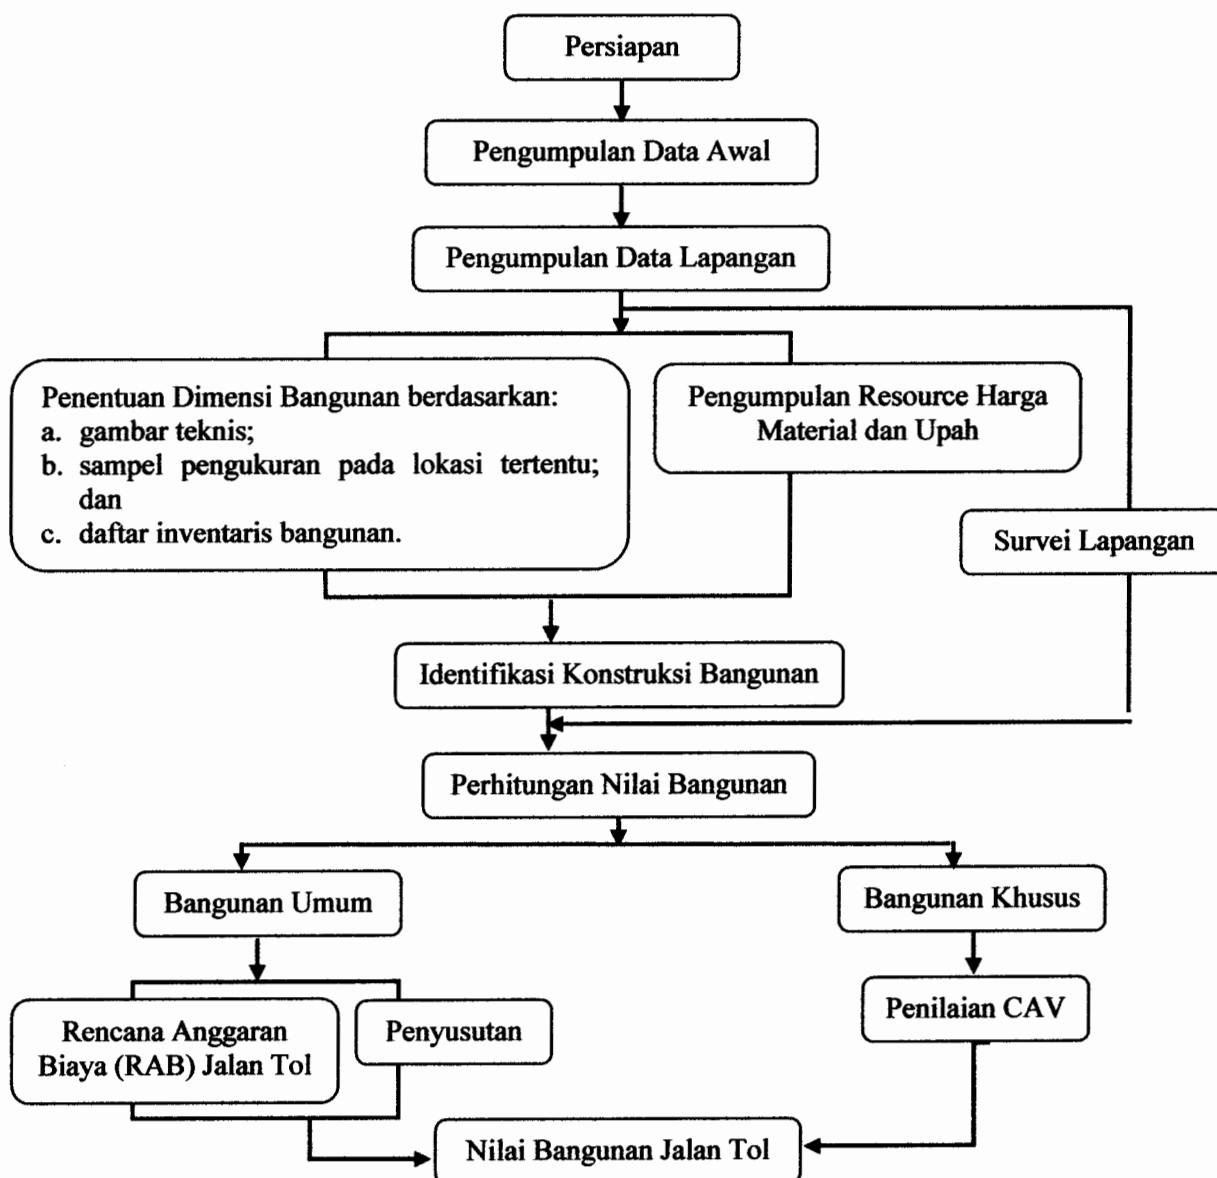 Persiapan
Pengumpulan Data Awal
Pengumpulan Data Lapangan
Penentuan Dimensi Bangunan berdasarkan:
a. gambar teknis;
b. sampel pengukuran pada lokasi tertentu;
dan
c. daftar inventaris bangunan.
Pengumpulan Resource Harga
Material dan Upah
Survei Lapangan
Identifikasi Konstruksi Bangunan
Perhitungan Nilai Bangunan
Bangunan Umum
Bangunan Khusus
Rencana Anggaran
Biaya (RAB) Jalan Tol
Penyusutan
Penilaian CAV
Nilai Bangunan Jalan Tol